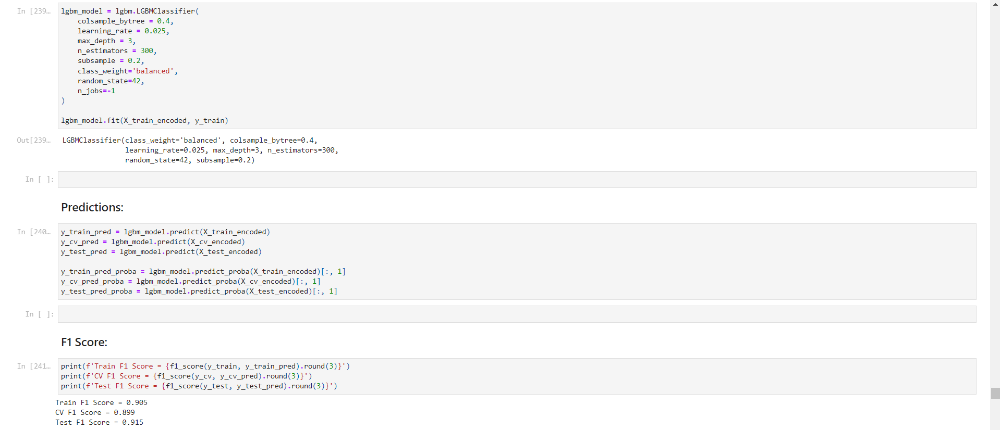 In [239…
lgbm_model = lgbm.LGBMClassifier(
    colsample_bytree = 0.4,
    learning_rate = 0.025,
    max_depth = 3,
    n_estimators = 300,
    subsample = 0.2,
    class_weight='balanced',
    random_state=42,
    n_jobs=-1
)
lgbm_model.fit(X_train_encoded, y_train)
Out[239…
LGBMClassifier(class_weight='balanced', colsample_bytree=0.4,
               learning_rate=0.025, max_depth=3, n_estimators=300,
               random_state=42, subsample=0.2)
In [ ]:
Predictions:
In [240…
y_train_pred = lgbm_model.predict(X_train_encoded)
y_cv_pred = lgbm_model.predict(X_cv_encoded)
y_test_pred = lgbm_model.predict(X_test_encoded)
y_train_pred_proba = lgbm_model.predict_proba(X_train_encoded)[:, 1]
y_cv_pred_proba = lgbm_model.predict_proba(X_cv_encoded)[:, 1]
y_test_pred_proba = lgbm_model.predict_proba(X_test_encoded)[:, 1]
In [ ]:
F1 Score:
In [241…
print(f'Train F1 Score = {f1_score(y_train, y_train_pred).round(3)}')
print(f'CV F1 Score = {f1_score(y_cv, y_cv_pred).round(3)}')
print(f'Test F1 Score = {f1_score(y_test, y_test_pred).round(3)}')
Train F1 Score = 0.905
CV F1 Score = 0.899
Test F1 Score = 0.915